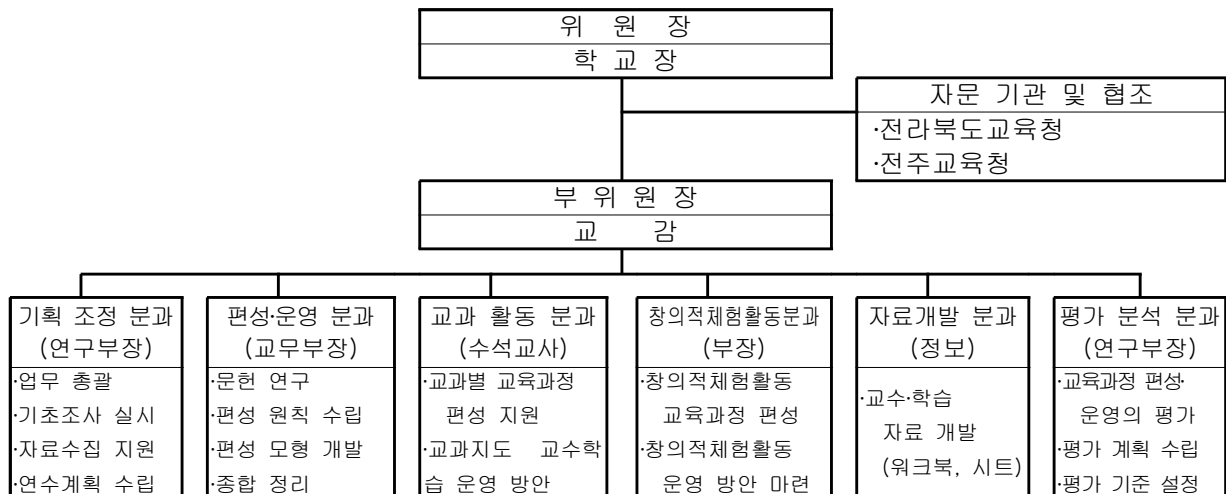 위 원 장
학 교 장
자문 기관 및 협조
·전라북도교육청
·전주교육청
부 위 원 장
교 감
기획 조정 분과
(연구부장)
·업무 총괄
·기초조사 실시
·자료수집 지원
·연수계획 수립
편성·운영 분과
(교무부장)
·문헌 연구
·편성 원칙 수립
·편성 모형 개발
·종합 정리
교과 활동 분과
(수석교사)
·교과별 교육과정
편성 지원
·교과지도 교수학
습 운영 방안
창의적체험활동분과
(부장)
·창의적체험활동
교육과정 편성
·창의적체험활동
운영 방안 마련
자료개발 분과
(정보)
·교수·학습
자료 개발
(워크북, 시트)
평가 분석 분과
(연구부장)
·교육과정 편성·
운영의 평가
·평가 계획 수립
·평가 기준 설정